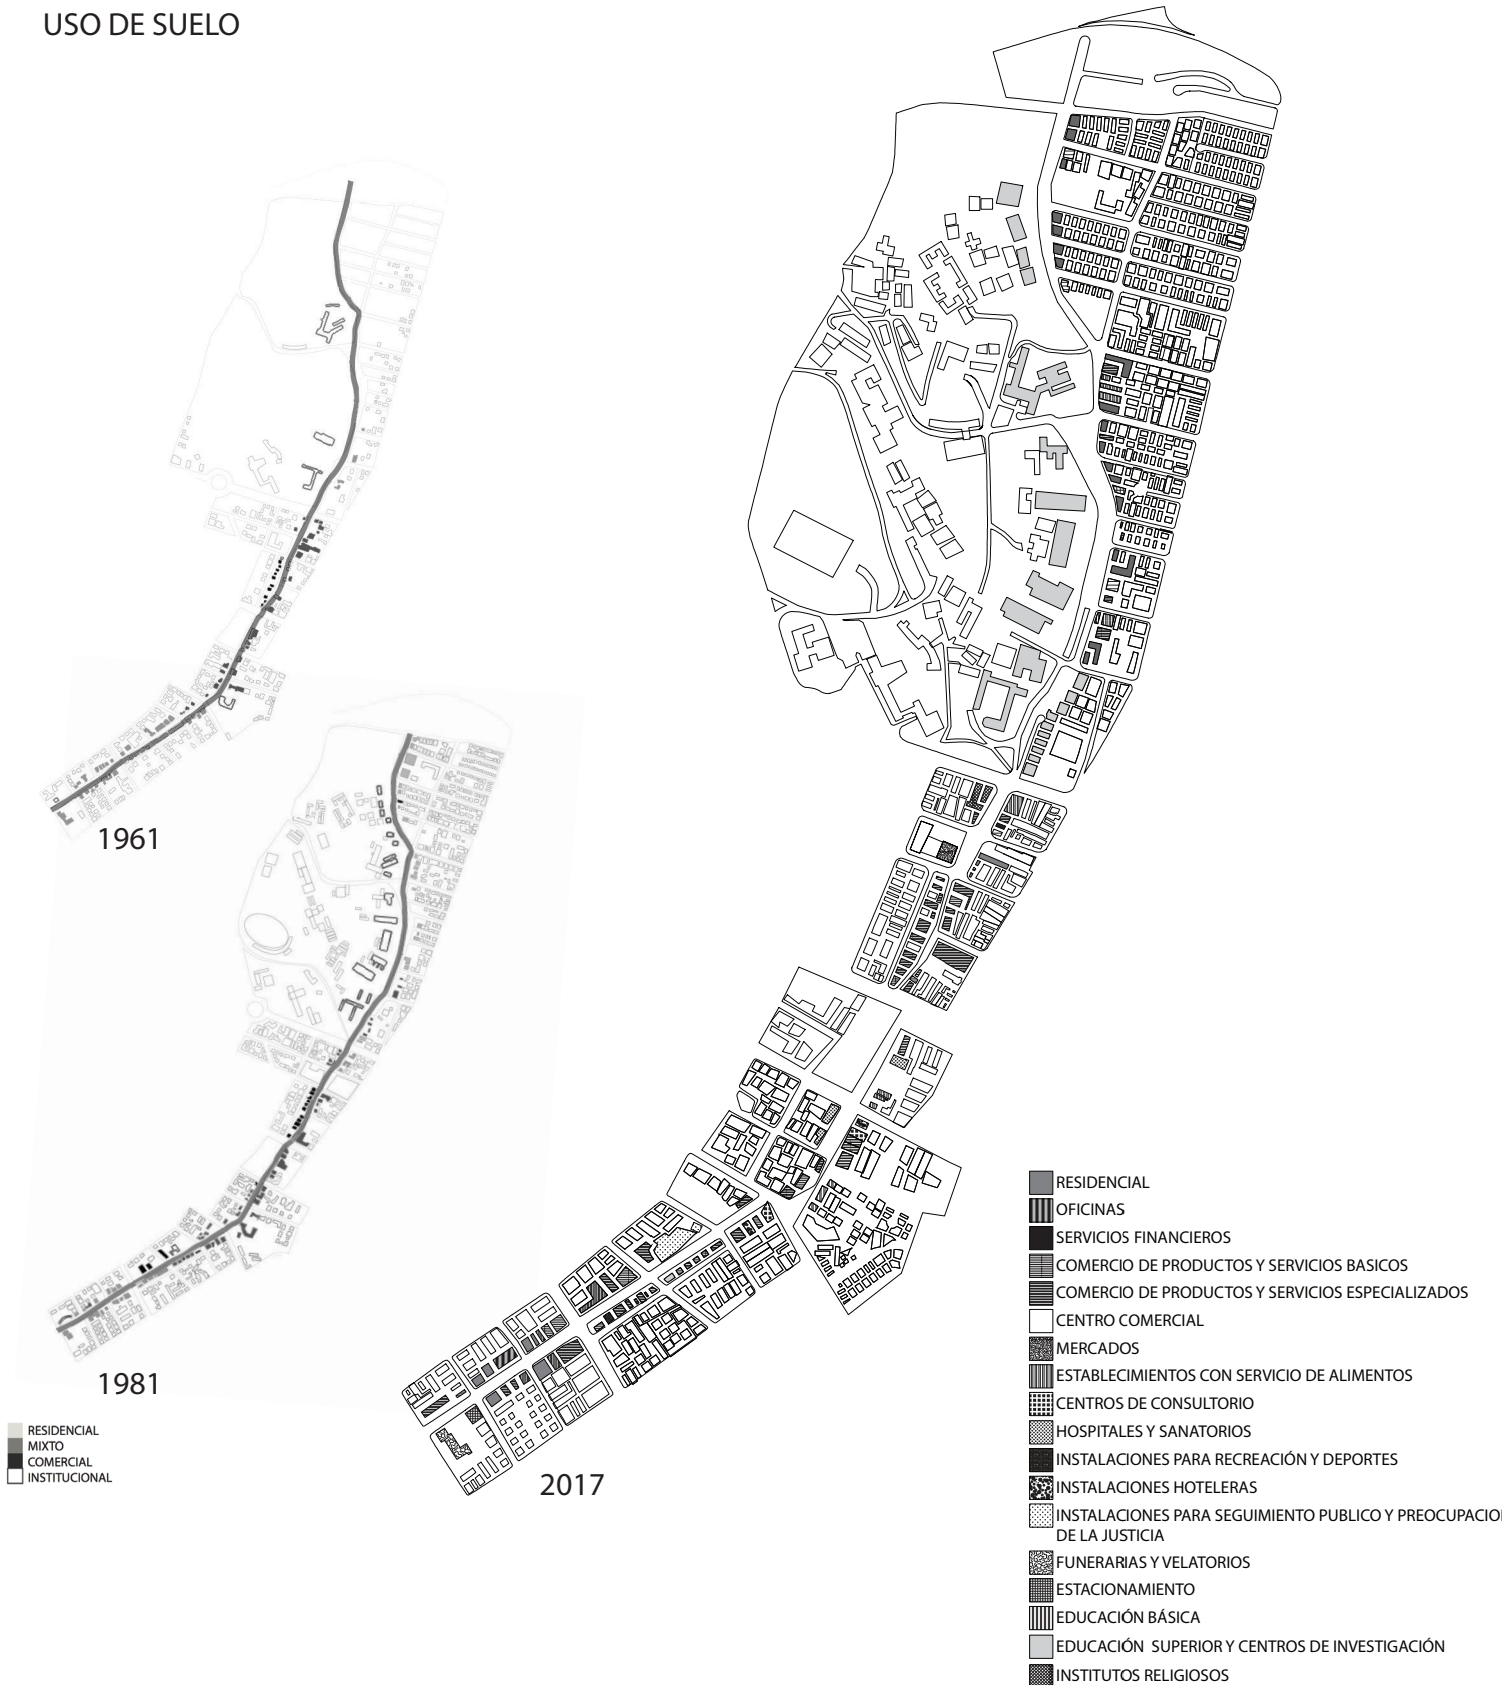 USO DE SUELO
1961
1981
RESIDENCIAL
MIXTO
COMERCIAL
INSTITUCIONAL
2017
RESIDENCIAL
OFICINAS
SERVICIOS FINANCIEROS
COMERCIO DE PRODUCTOS Y SERVICIOS BASICOS
COMERCIO DE PRODUCTOS Y SERVICIOS ESPECIALIZADOS
CENTRO COMERCIAL
MERCADOS
ESTABLECIMIENTOS CON SERVICIO DE ALIMENTOS
CENTROS DE CONSULTORIO
HOSPITALES Y SANATORIOS
INSTALACIONES PARA RECREACIÓN Y DEPORTES
INSTALACIONES HOTELERAS
INSTALACIONES PARA SEGUIMIENTO PUBLICO Y PREOCUPACIO
DE LA JUSTICIA
FUNERARIAS Y VELATORIOS
ESTACIONAMIENTO
EDUCACIÓN BÁSICA
EDUCACIÓN SUPERIOR Y CENTROS DE INVESTIGACIÓN
INSTITUTOS RELIGIOSOS